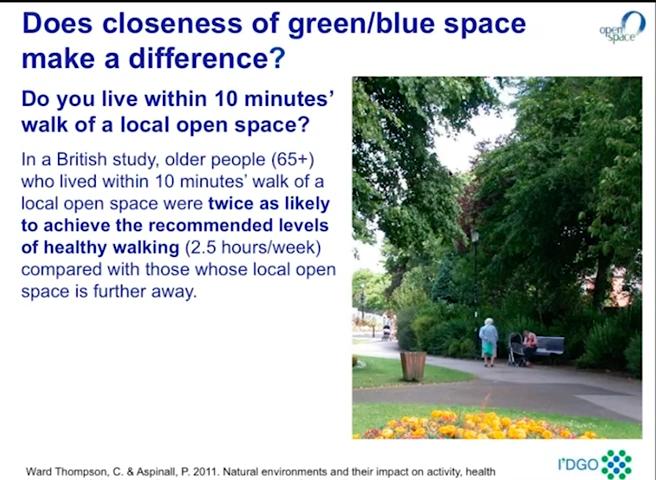 Does closeness of green/blue space
make a difference?
open
space
Do you live within 10 minutes’
walk of a local open space?
In a British study, older people (65+)
who lived within 10 minutes’ walk of a
local open space were twice as likely
to achieve the recommended levels
of healthy walking (2.5 hours/week)
compared with those whose local open
space is further away.
Ward Thompson, C. & Aspinall, P. 2011. Natural environments and their impact on activity, health
I'DGO